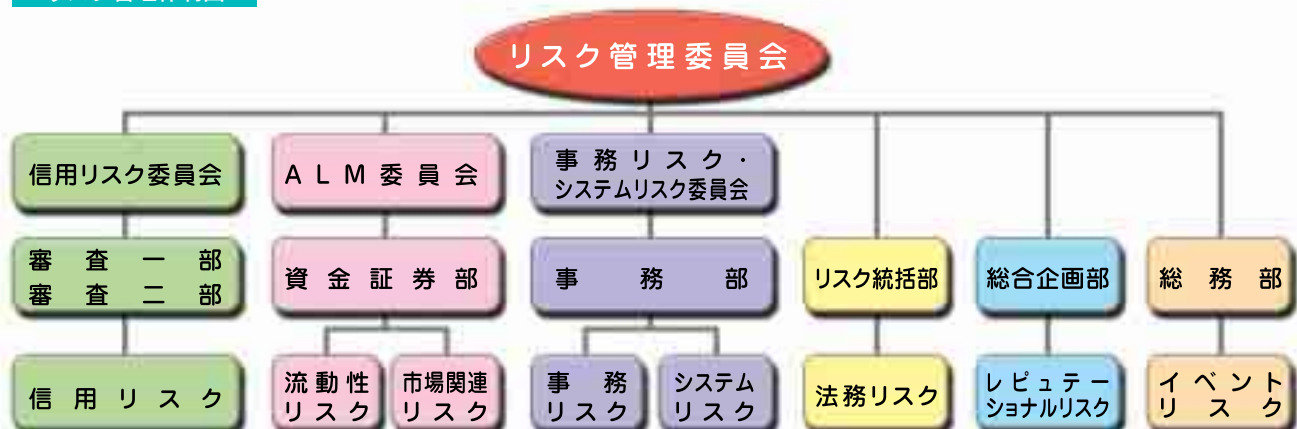 リスク管理委員会
信用リスク委員会
ALM委員会
事務リスク・
システムリスク委員会
審査一部
審査二部
資金証券部
事務部
リスク統括部
総合企画部
総務部
信用リスク
流動性
リスク
市場関連
リスク
事務
リスク
システム
リスク
法務リスク
レピュテー
ショナルリスク
イベント
リスク